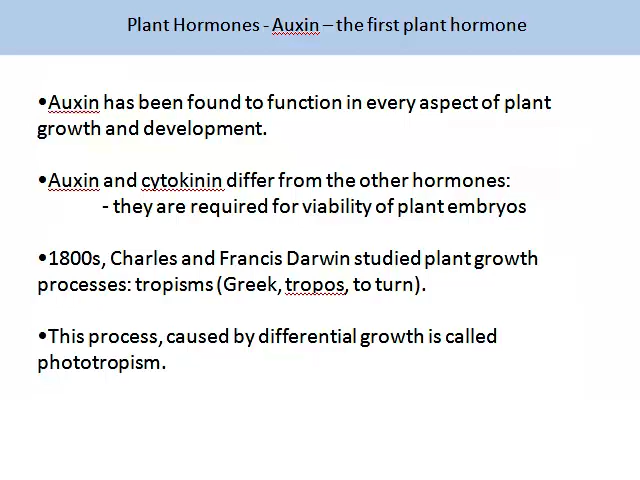 Plant Hormones - Auxin – the first plant hormone
•Auxin has been found to function in every aspect of plant
growth and development.
•Auxin and cytokinin differ from the other hormones:
- they are required for viability of plant embryos
•1800s, Charles and Francis Darwin studied plant growth
processes: tropisms (Greek, tropos, to turn).
•This process, caused by differential growth is called
phototropism.